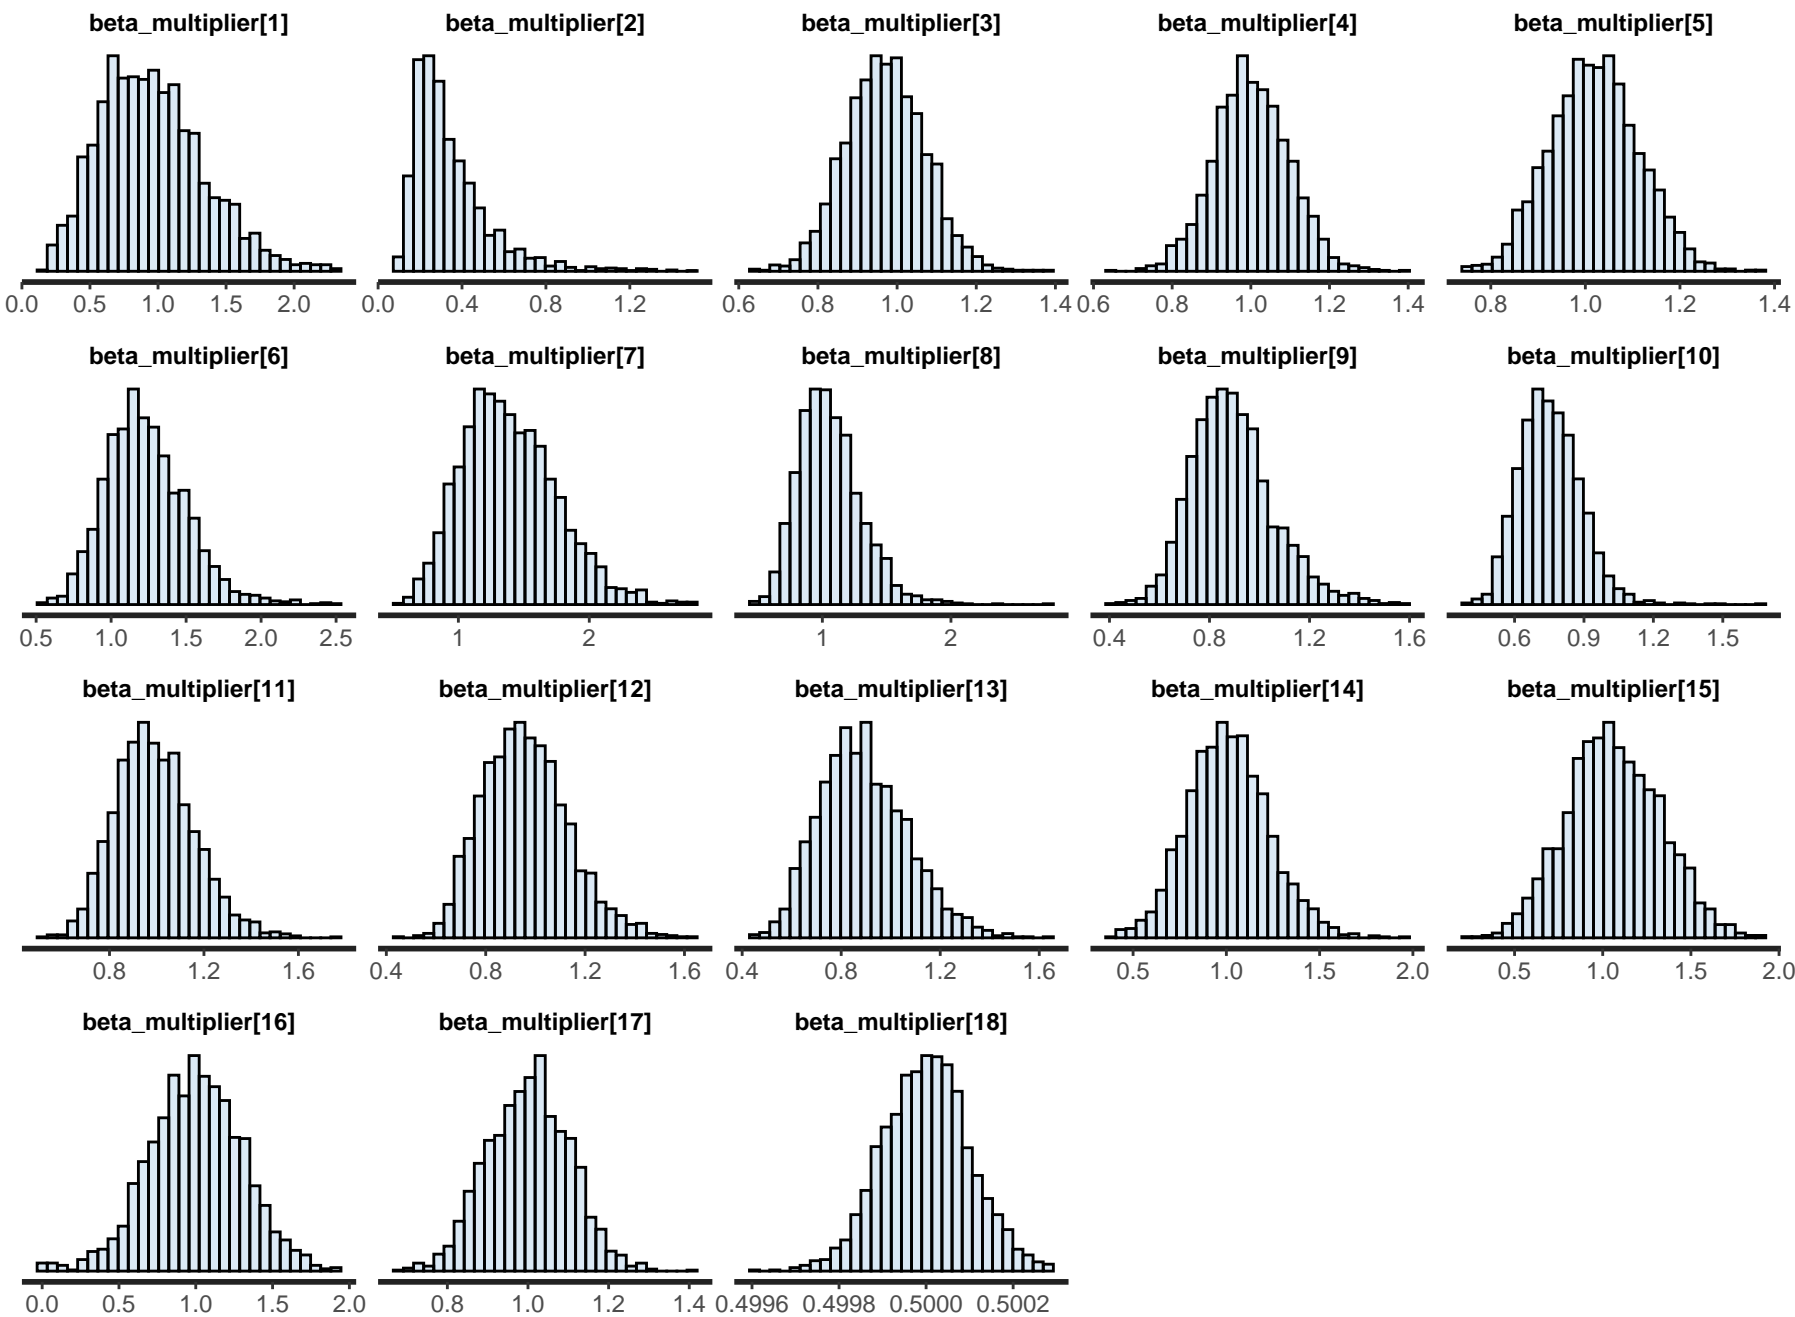 beta_multiplier[1] beta_multiplier[2] beta_multiplier[3] beta_multiplier[4] beta_multiplier[5]
0.0 0.5 1.0 1.5 2.0 0.0 0.4 0.8 1.2 0.6 0.8 1.0 1.2 1.4 0.6 0.8 1.0 1.2 1.4 0.8 1.0 1.2 1.4
beta_multiplier[6] beta_multiplier[7] beta_multiplier[8] beta_multiplier[9] beta_multiplier[10]
0.5 1.0 1.5 2.0 2.5 1 2 1 2 0.4 0.8 1.2 1.6 0.6 0.9 1.2 1.5
beta_multiplier[11] beta_multiplier[12] beta_multiplier[13] beta_multiplier[14] beta_multiplier[15]
0.8 1.2 1.6 0.4 0.8 1.2 1.6 0.4 0.8 1.2 1.6 0.5 1.0 1.5 2.0 0.5 1.0 1.5 2.0
beta_multiplier[16] beta_multiplier[17] beta_multiplier[18]
0.0 0.5 1.0 1.5 2.0 0.8 1.0 1.2 1.4 0.4996 0.4998 0.5000 0.5002